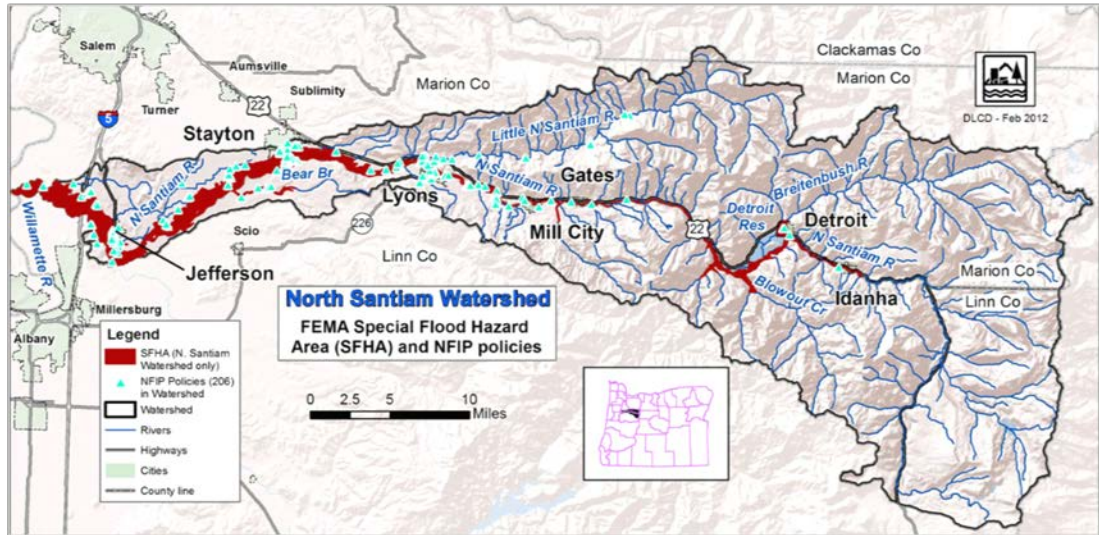 Salem
Aumsville
Turner
Sublimity
22
Marion Co
Clackamas Co
Marion Co
DLCD - Feb 2012
5
Stayton
Little N Santiam R
N Santiam R
Bear Br
N Santiam R
Gates
Breitenbush R
Lyons
Detroit
Res
Detroit
Willamette R
Scio
226
Mill City
22
N Santiam R
Jefferson
Linn Co
Idanha
Marion Co
Linn Co
Blowout Cr
Millersburg
Albany
North Santiam Watershed
FEMA Special Flood Hazard
Area (SFHA) and NFIP policies
Legend
SFHA (N. Santiam
Watershed only)
NFIP Policies (206)
in Watershed
Watershed
Rivers
Highways
Cities
County line
0 2.5 5 10
Miles